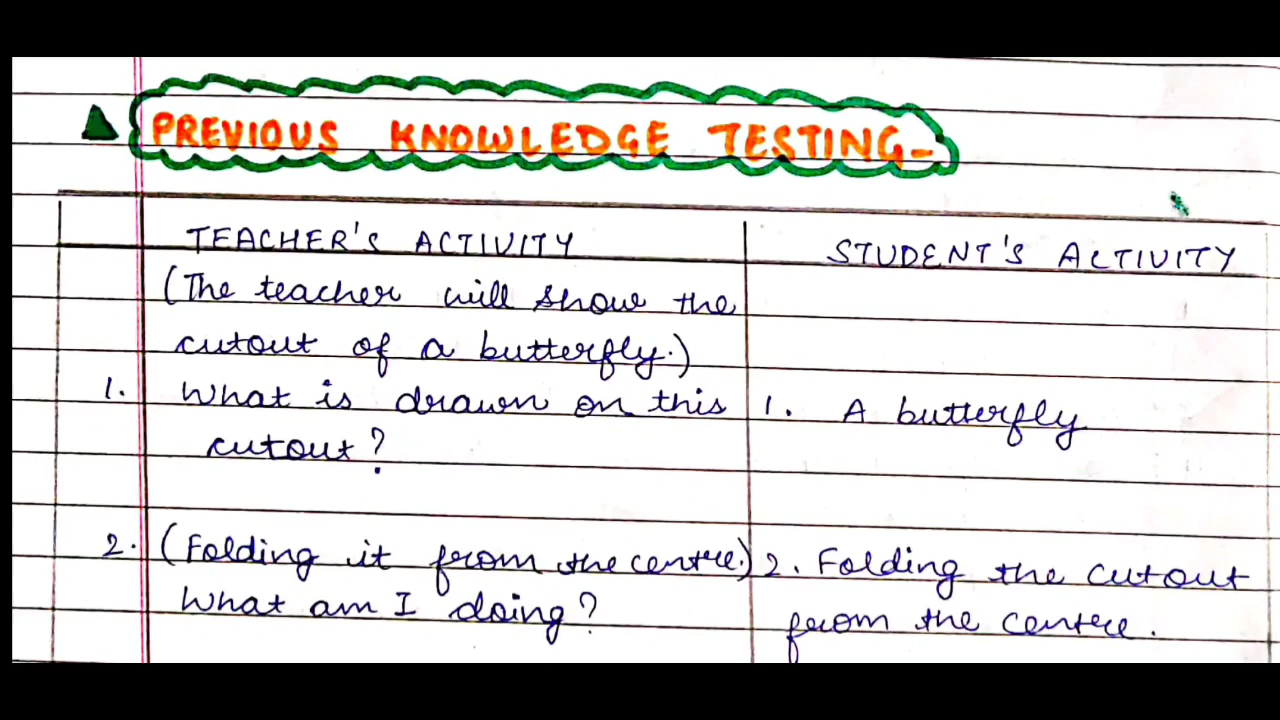 PREVIOUS KNOWLEDGE TESTING-
TEACHER'S ACTIVITY
(The teacher will show the
cutout of a butterfly.)
1. What is drawn on this
cutout?
2. (Folding it from the centre.)
What am I doing?
STUDENT'S ACTIVITY
1. A butterfly
2. Folding the cutout
from the centre.